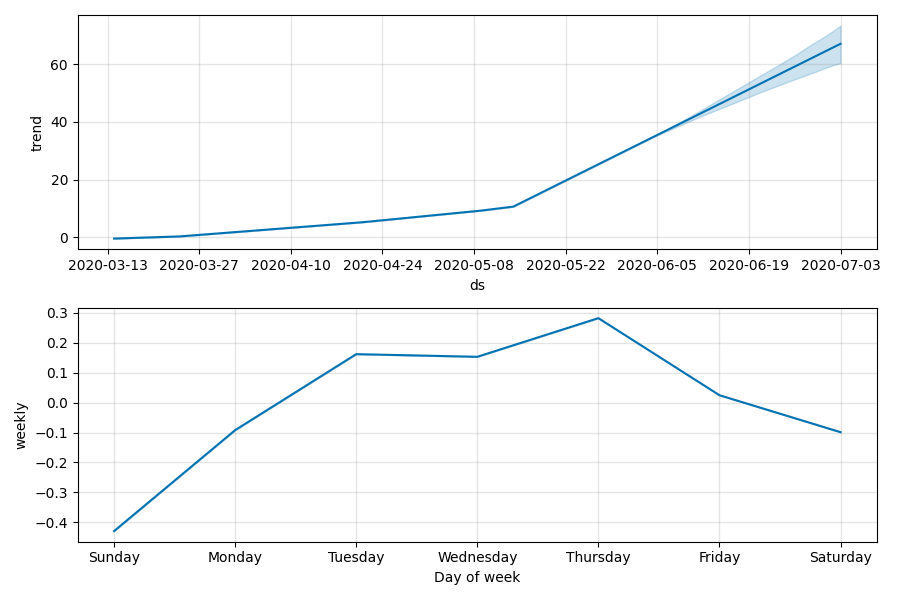 60
40
20
0
trend
2020-03-13 2020-03-27 2020-04-10 2020-04-24 2020-05-08 2020-05-22 2020-06-05 2020-06-19 2020-07-03
ds
0.3
0.2
0.1
0.0
−0.1
−0.2
−0.3
−0.4
weekly
Sunday Monday Tuesday Wednesday Thursday Friday Saturday
Day of week